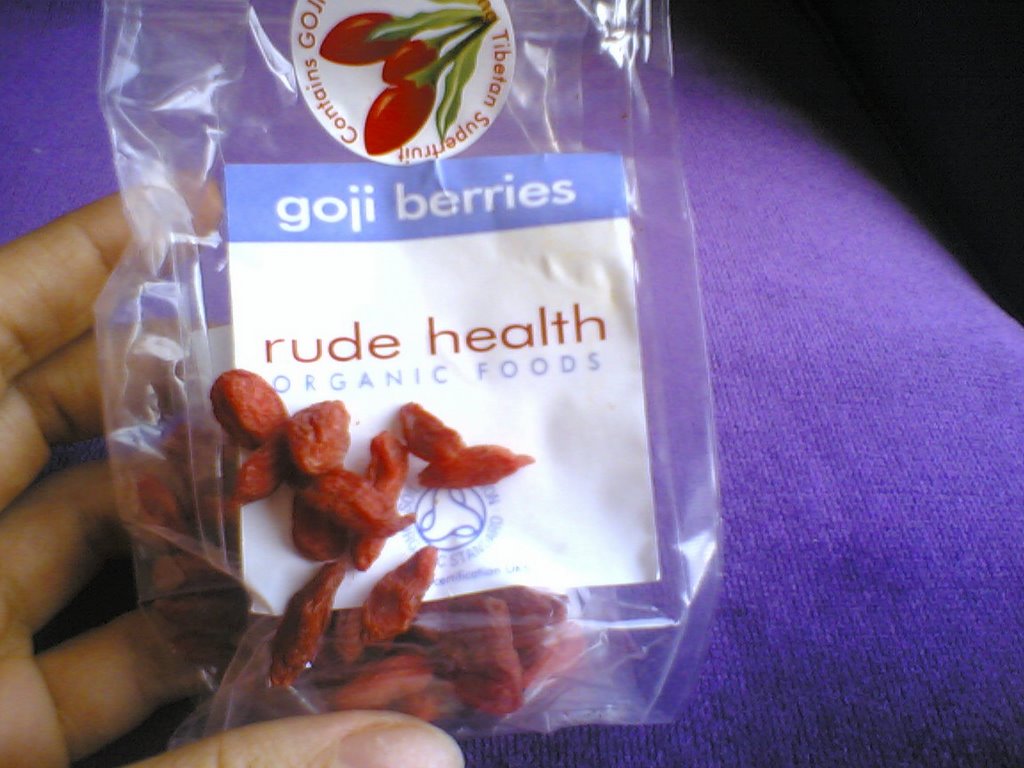 Contains GOJI
Tibetan Superfruit
goji berries
rude health
ORGANIC FOODS